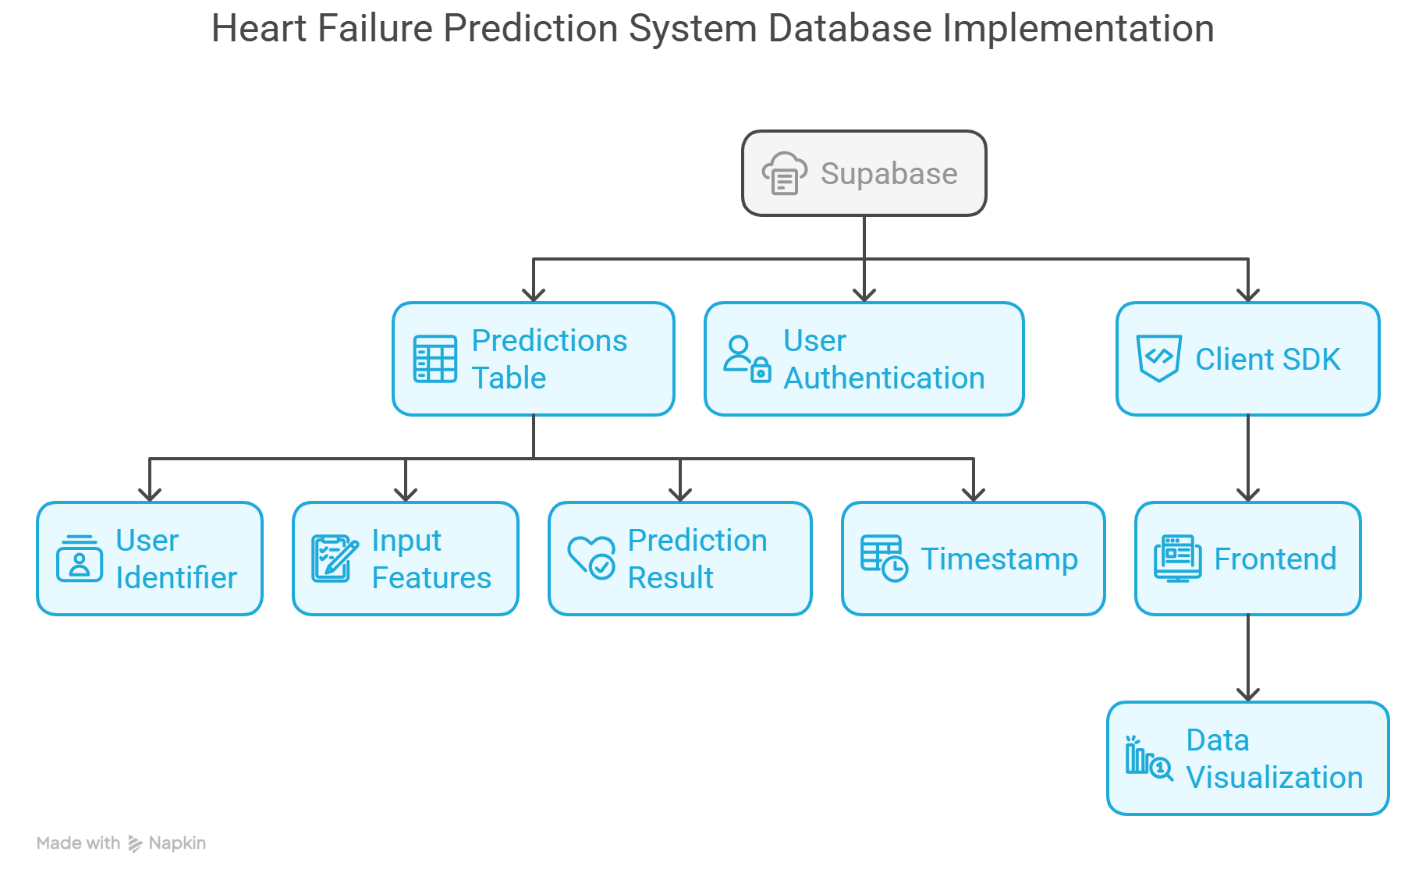 Heart Failure Prediction System Database Implementation
Supabase
Predictions
Table
User
Authentication
Client SDK
User
Identifier
Input
Features
Prediction
Result
Timestamp
Frontend
Data
Visualization
Made with Napkin